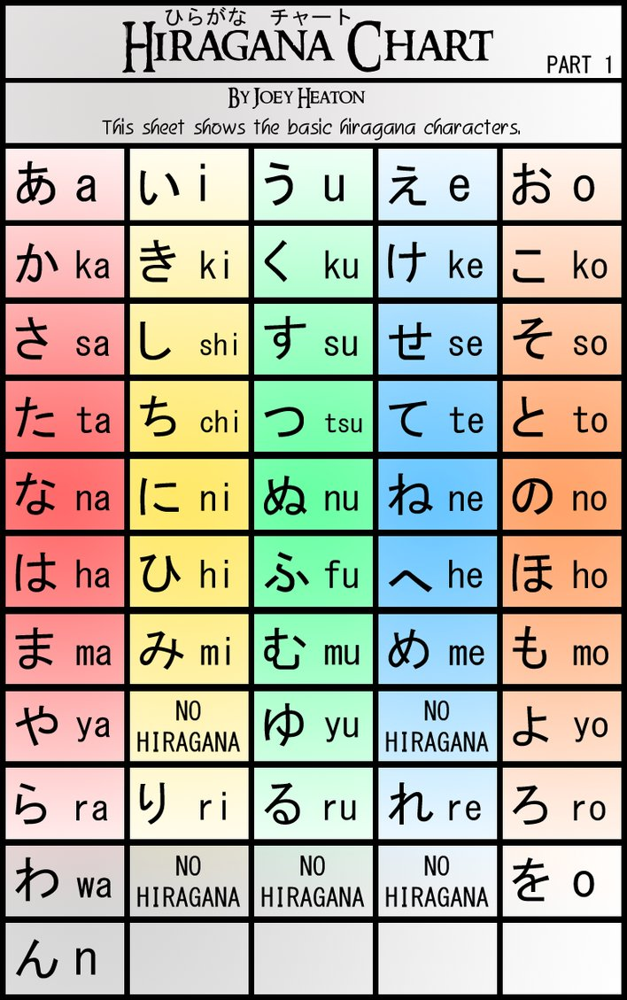 ひらがな チャート
HIRAGANA CHART
PART 1
BY JOEY HEATON
This sheet shows the basic hiragana characters.
あ a い i う u え e お o
か ka き ki く ku け ke こ ko
さ sa し shi す su せ se そ so
た ta ち chi つ tsu て te と to
な na に ni ぬ nu ね ne の no
は ha ひ hi ふ fu へ he ほ ho
ま ma み mi む mu め me も mo
や ya NO HIRAGANA ゆ yu NO HIRAGANA よ yo
ら ra り ri る ru れ re ろ ro
わ wa NO HIRAGANA NO HIRAGANA NO HIRAGANA を o
ん n